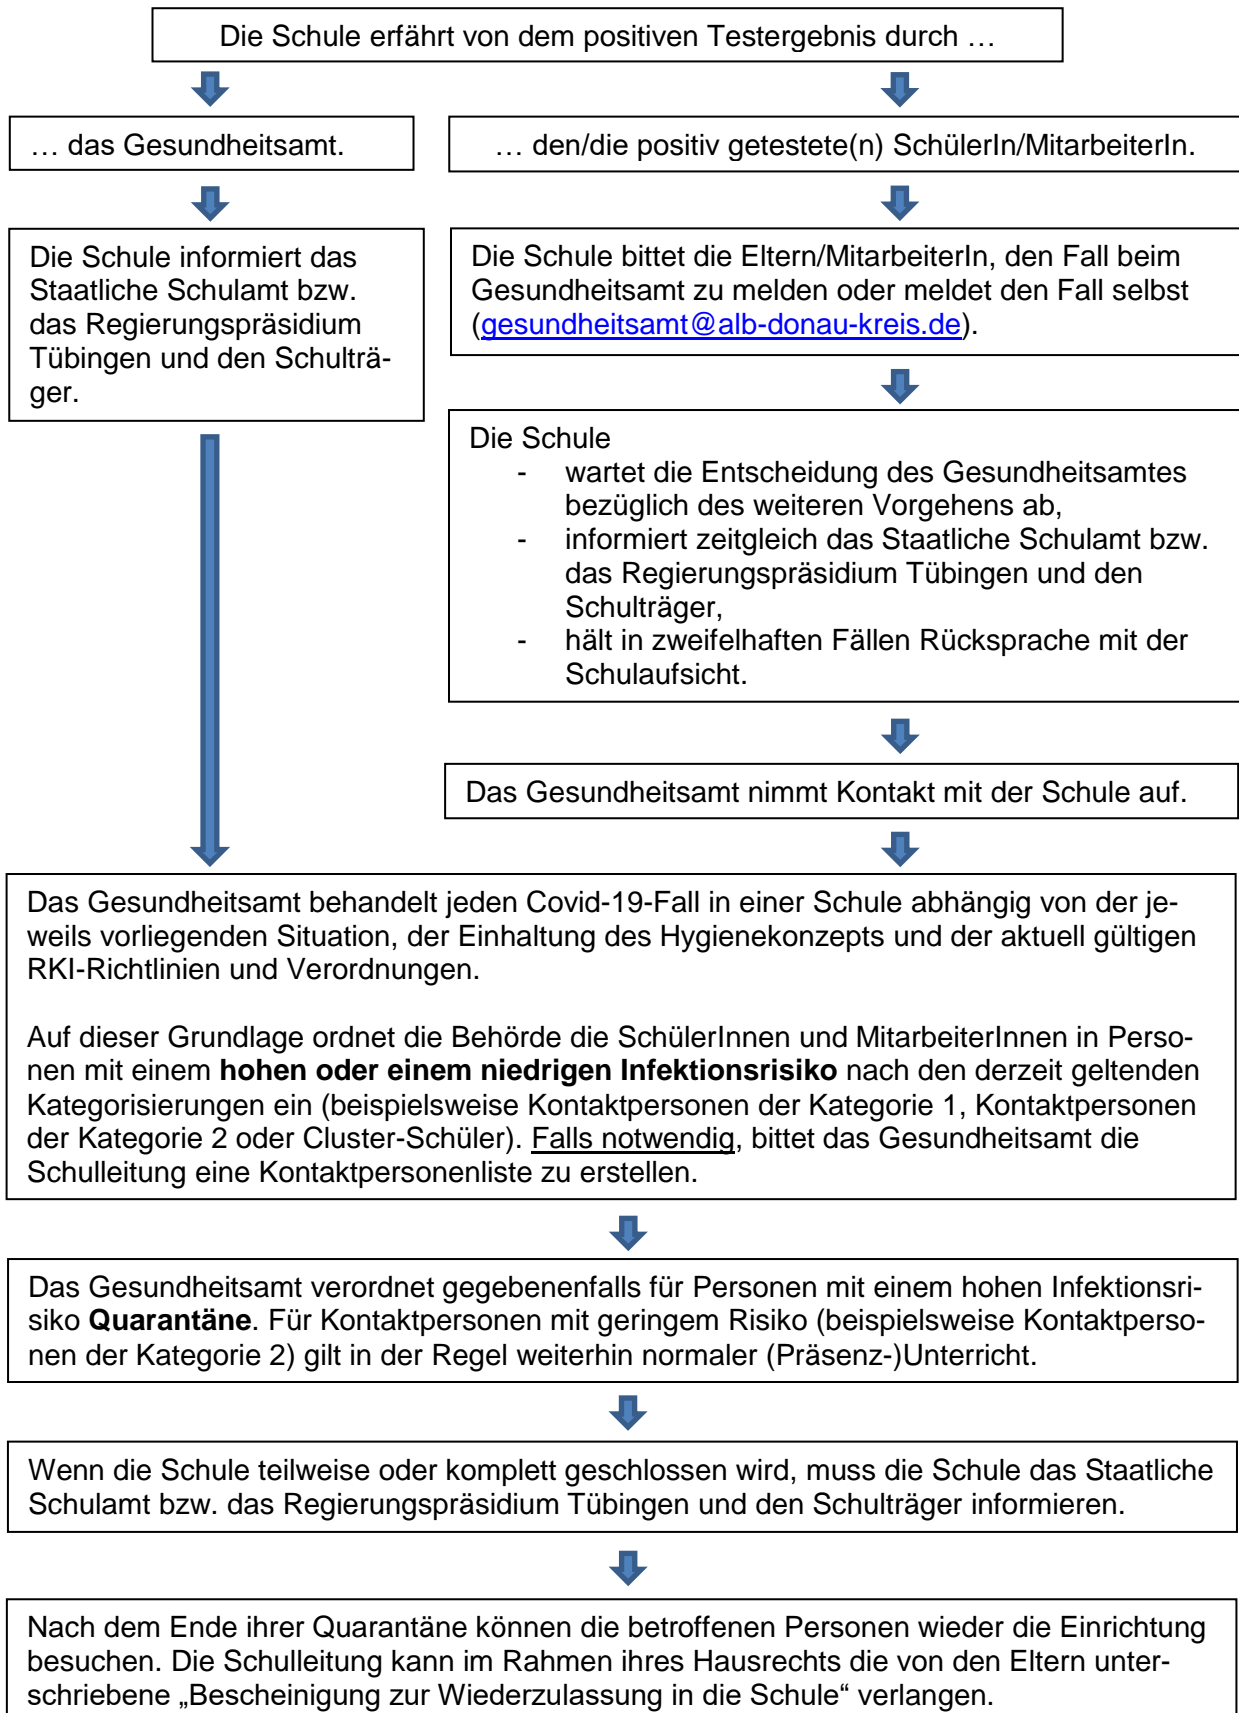 Die Schule erfährt von dem positiven Testergebnis durch …
… das Gesundheitsamt.
Die Schule informiert das
Staatliche Schulamt bzw.
das Regierungspräsidium
Tübingen und den Schulträ-
ger.
… den/die positiv getestete(n) SchülerIn/MitarbeiterIn.
Die Schule bittet die Eltern/MitarbeiterIn, den Fall beim
Gesundheitsamt zu melden oder meldet den Fall selbst
(gesundheitsamt@alb-donau-kreis.de).
Die Schule
- wartet die Entscheidung des Gesundheitsamtes
bezüglich des weiteren Vorgehens ab,
- informiert zeitgleich das Staatliche Schulamt bzw.
das Regierungspräsidium Tübingen und den
Schulträger,
- hält in zweifelhaften Fällen Rücksprache mit der
Schulaufsicht.
Das Gesundheitsamt nimmt Kontakt mit der Schule auf.
Das Gesundheitsamt behandelt jeden Covid-19-Fall in einer Schule abhängig von der je-
weils vorliegenden Situation, der Einhaltung des Hygienekonzepts und der aktuell gültigen
RKI-Richtlinien und Verordnungen.
Auf dieser Grundlage ordnet die Behörde die SchülerInnen und MitarbeiterInnen in Perso-
nen mit einem hohen oder einem niedrigen Infektionsrisiko nach den derzeit geltenden
Kategorisierungen ein (beispielsweise Kontaktpersonen der Kategorie 1, Kontaktpersonen
der Kategorie 2 oder Cluster-Schüler). Falls notwendig, bittet das Gesundheitsamt die
Schulleitung eine Kontaktpersonenliste zu erstellen.
Das Gesundheitsamt verordnet gegebenenfalls für Personen mit einem hohen Infektionsri-
siko Quarantäne. Für Kontaktpersonen mit geringem Risiko (beispielsweise Kontaktperso-
nen der Kategorie 2) gilt in der Regel weiterhin normaler (Präsenz-)Unterricht.
Wenn die Schule teilweise oder komplett geschlossen wird, muss die Schule das Staatliche
Schulamt bzw. das Regierungspräsidium Tübingen und den Schulträger informieren.
Nach dem Ende ihrer Quarantäne können die betroffenen Personen wieder die Einrichtung
besuchen. Die Schulleitung kann im Rahmen ihres Hausrechts die von den Eltern unter-
schriebene „Bescheinigung zur Wiederzulassung in die Schule“ verlangen.